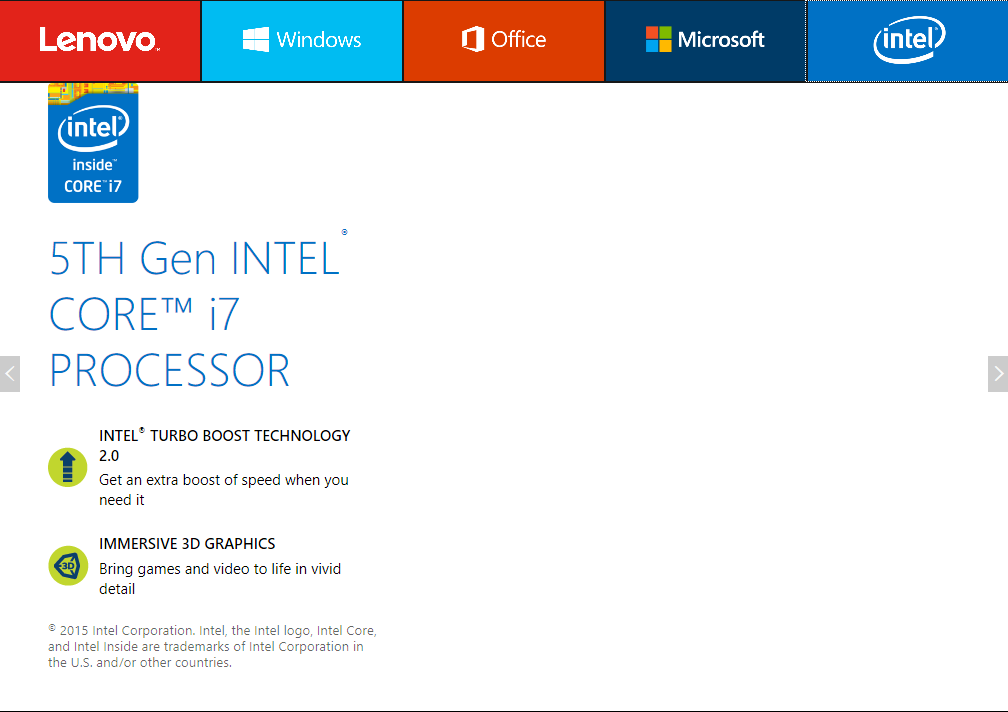 Lenovo™
Windows
Office
Microsoft
intel®
intel®
inside™
CORE™ i7
5TH Gen INTEL®
CORE™ i7
PROCESSOR
INTEL® TURBO BOOST TECHNOLOGY
2.0
Get an extra boost of speed when you
need it
3D
IMMERSIVE 3D GRAPHICS
Bring games and video to life in vivid
detail
© 2015 Intel Corporation. Intel, the Intel logo, Intel Core,
and Intel Inside are trademarks of Intel Corporation in
the U.S. and/or other countries.